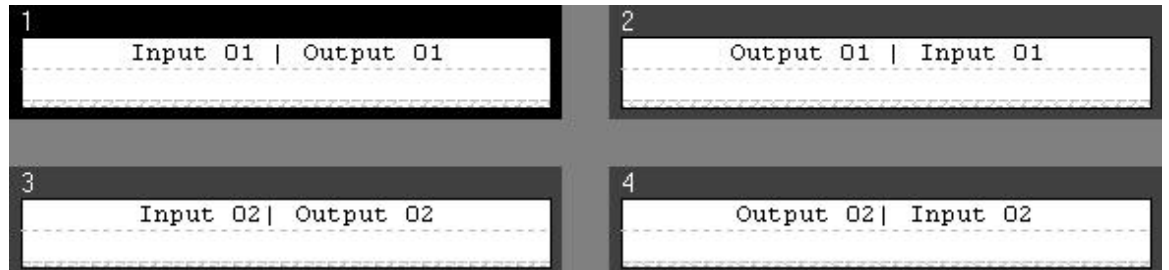 1
Input 01 | Output 01
2
Output 01 | Input 01
3
Input 02| Output 02
4
Output 02| Input 02